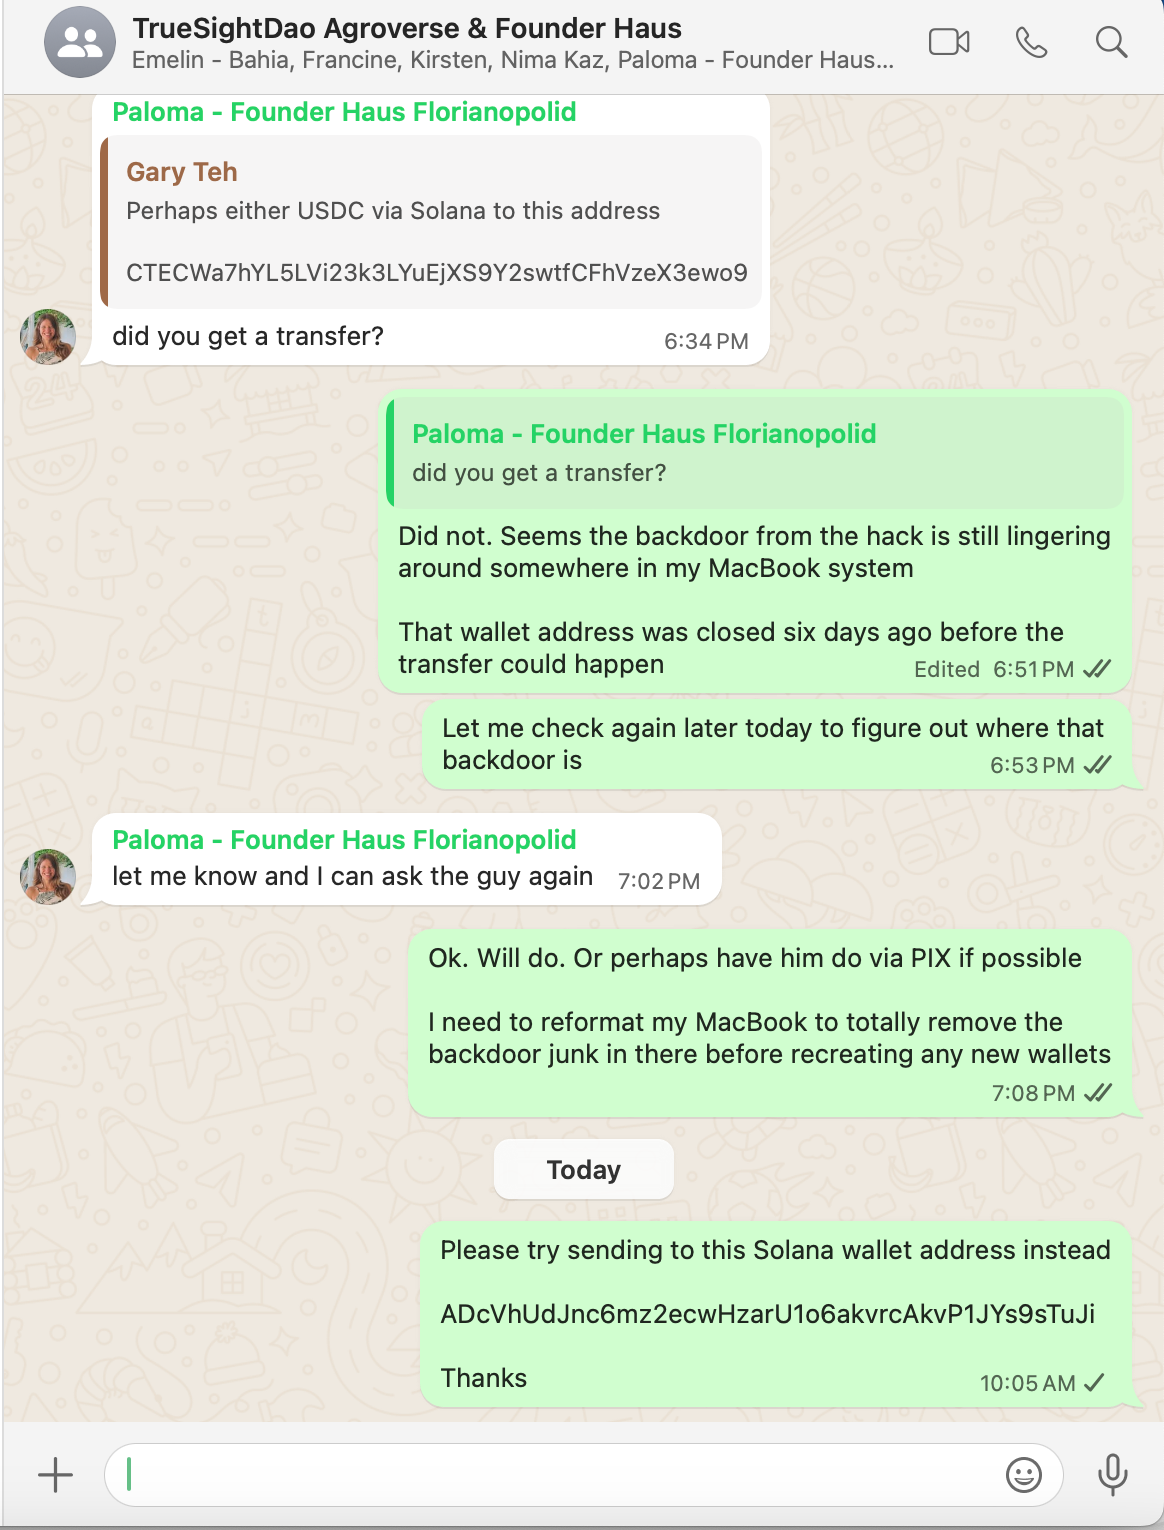 TrueSightDao Agroverse & Founder Haus
Emelin - Bahia, Francine, Kirsten, Nima Kaz, Paloma - Founder Haus...
Paloma - Founder Haus Florianopolid
Gary Teh
Perhaps either USDC via Solana to this address
CTECWa7hYL5LVi23k3LYuEjXS9Y2swtfCFhVzeX3ewo9
did you get a transfer?
6:34 PM
Paloma - Founder Haus Florianopolid
did you get a transfer?
Did not. Seems the backdoor from the hack is still lingering
around somewhere in my MacBook system
That wallet address was closed six days ago before the
transfer could happen
Edited 6:51 PM
Let me check again later today to figure out where that
backdoor is
6:53 PM
Paloma - Founder Haus Florianopolid
let me know and I can ask the guy again
7:02 PM
Ok. Will do. Or perhaps have him do via PIX if possible
I need to reformat my MacBook to totally remove the
backdoor junk in there before recreating any new wallets
7:08 PM
Today
Please try sending to this Solana wallet address instead
ADcVhUdJnc6mz2ecwHzarU1o6akvrcAkvP1JYs9sTuJi
Thanks
10:05 AM